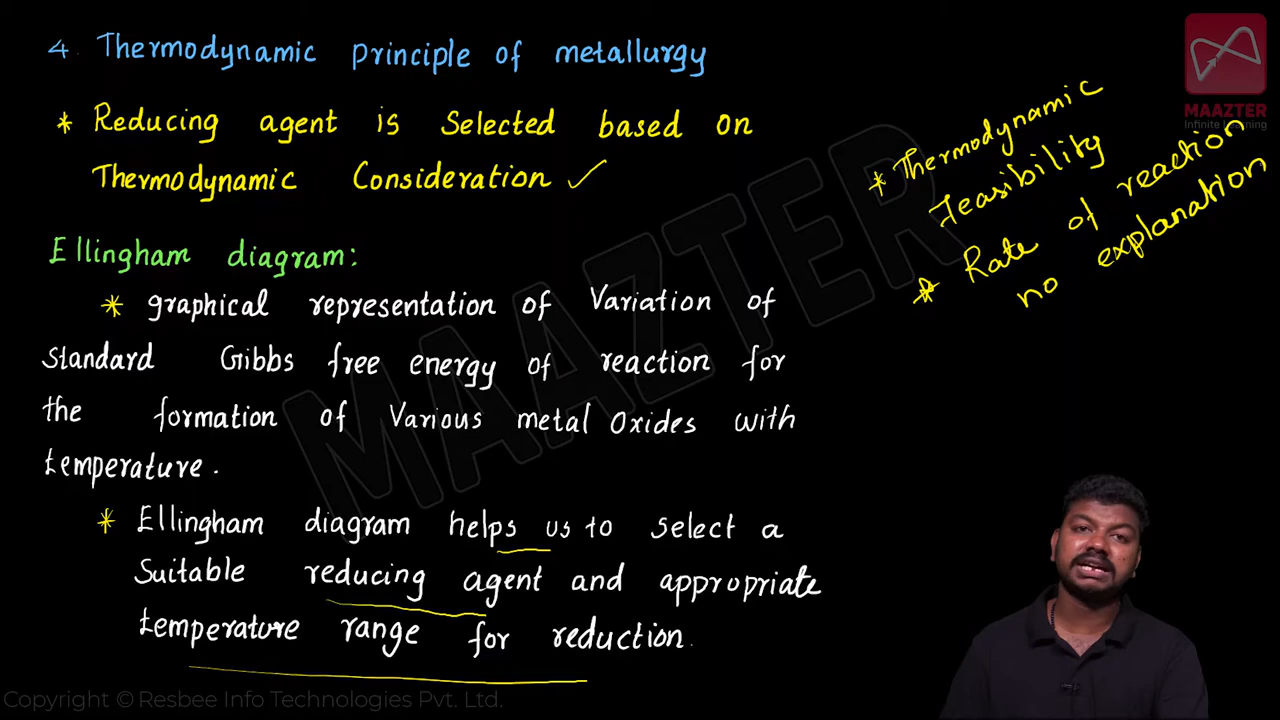 4. Thermodynamic principle of metallurgy
* Reducing agent is Selected based on
Thermodynamic Consideration ✓
Ellingham diagram:
* graphical representation of Variation of
standard Gibbs free energy of reaction for
the formation of Various metal Oxides with
temperature.
* Ellingham diagram helps us to select a
Suitable reducing agent and appropriate
temperature range for reduction.
* Thermodynamic
Feasibility
* Rate of reaction
no explanation
MAAZTER
Infinite Learning
MAAZTER
Copyright © Resbee Info Technologies Pvt. Ltd.